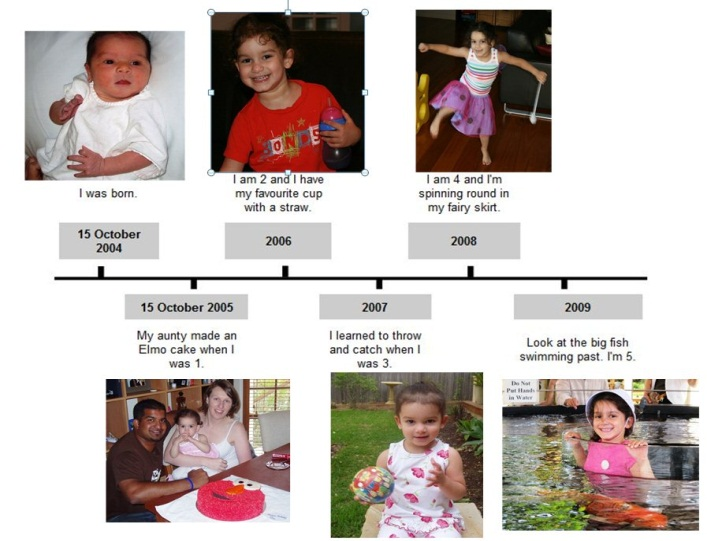 I was born.
I am 2 and I have
my favourite cup
with a straw.
I am 4 and I'm
spinning round in
my fairy skirt.
15 October
2004
2006
2008
15 October 2005
2007
2009
My aunty made an
Elmo cake when I
was 1.
I learned to throw
and catch when I
was 3.
Look at the big fish
swimming past. I'm 5.
BONDS
Do Not
Put Hands
in Water